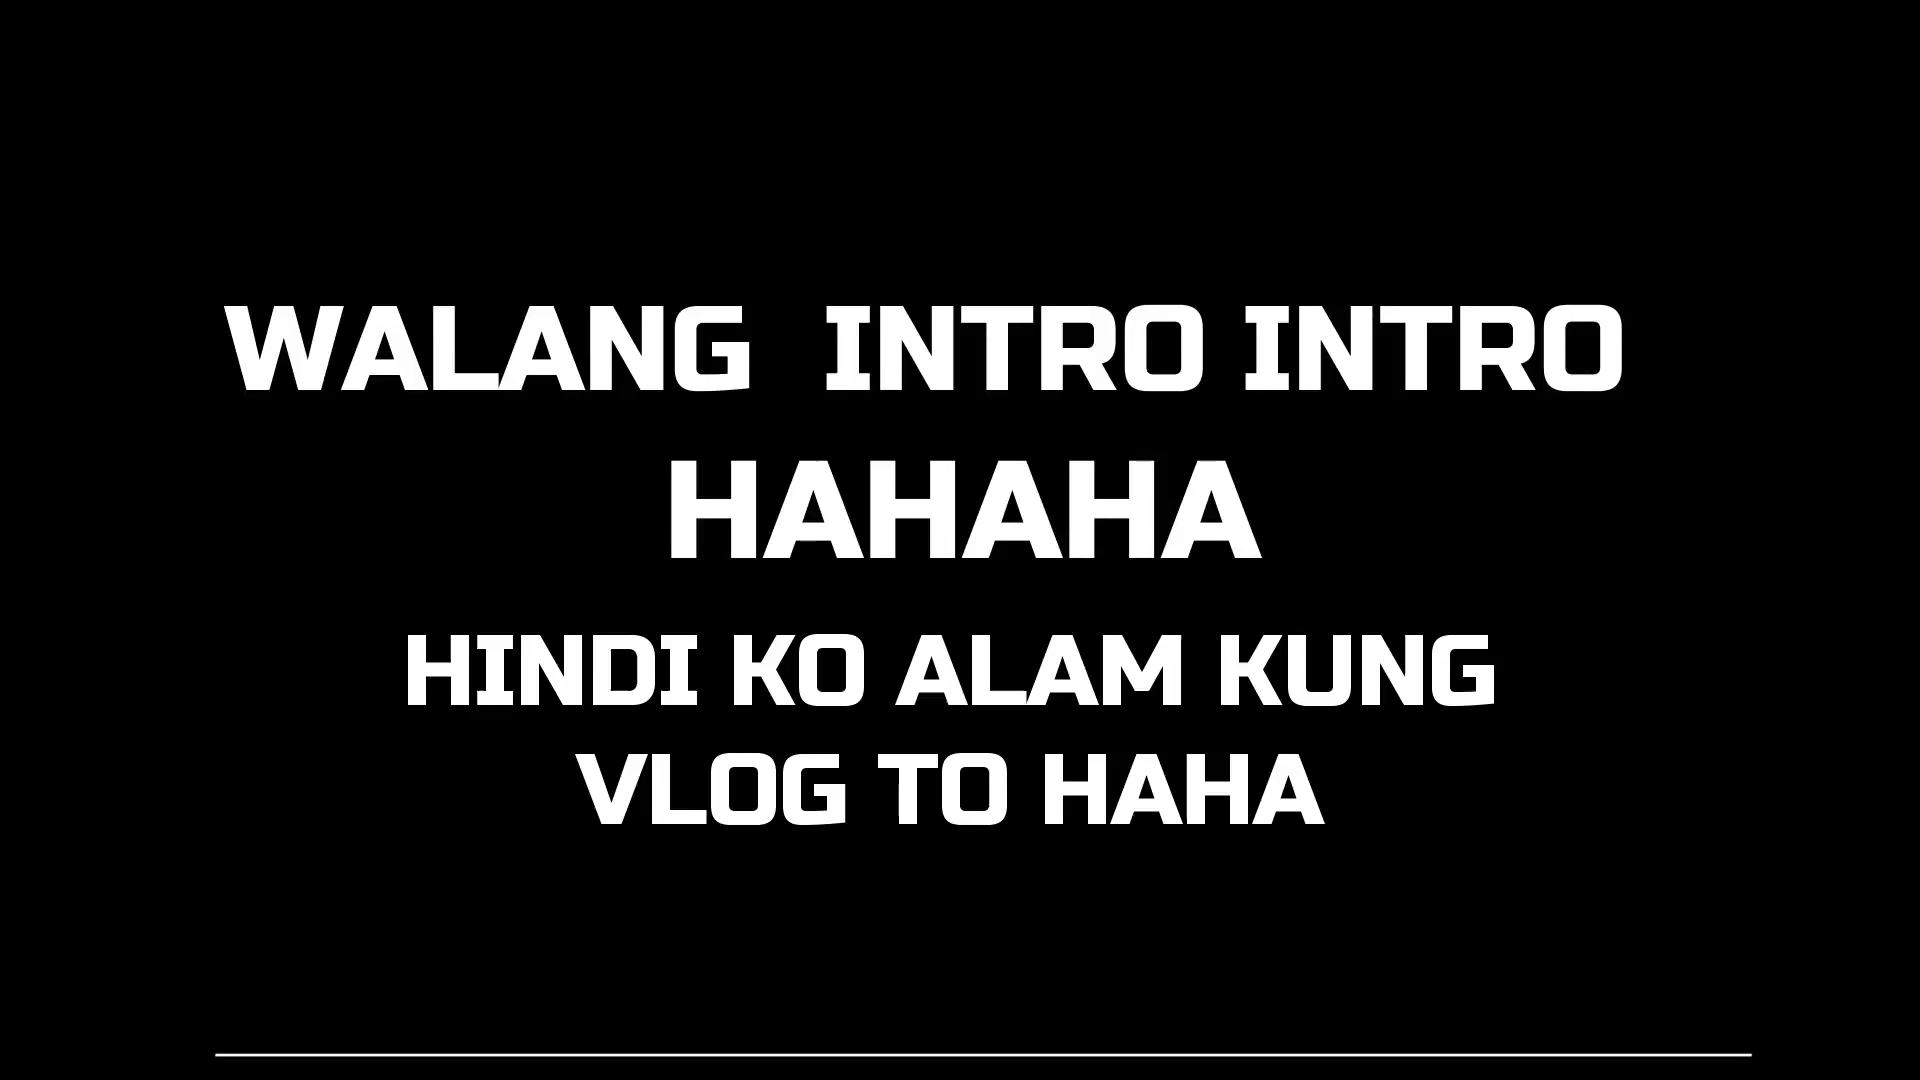 WALANG  INTRO INTRO
HAHAHA
HINDI KO ALAM KUNG
VLOG TO HAHA